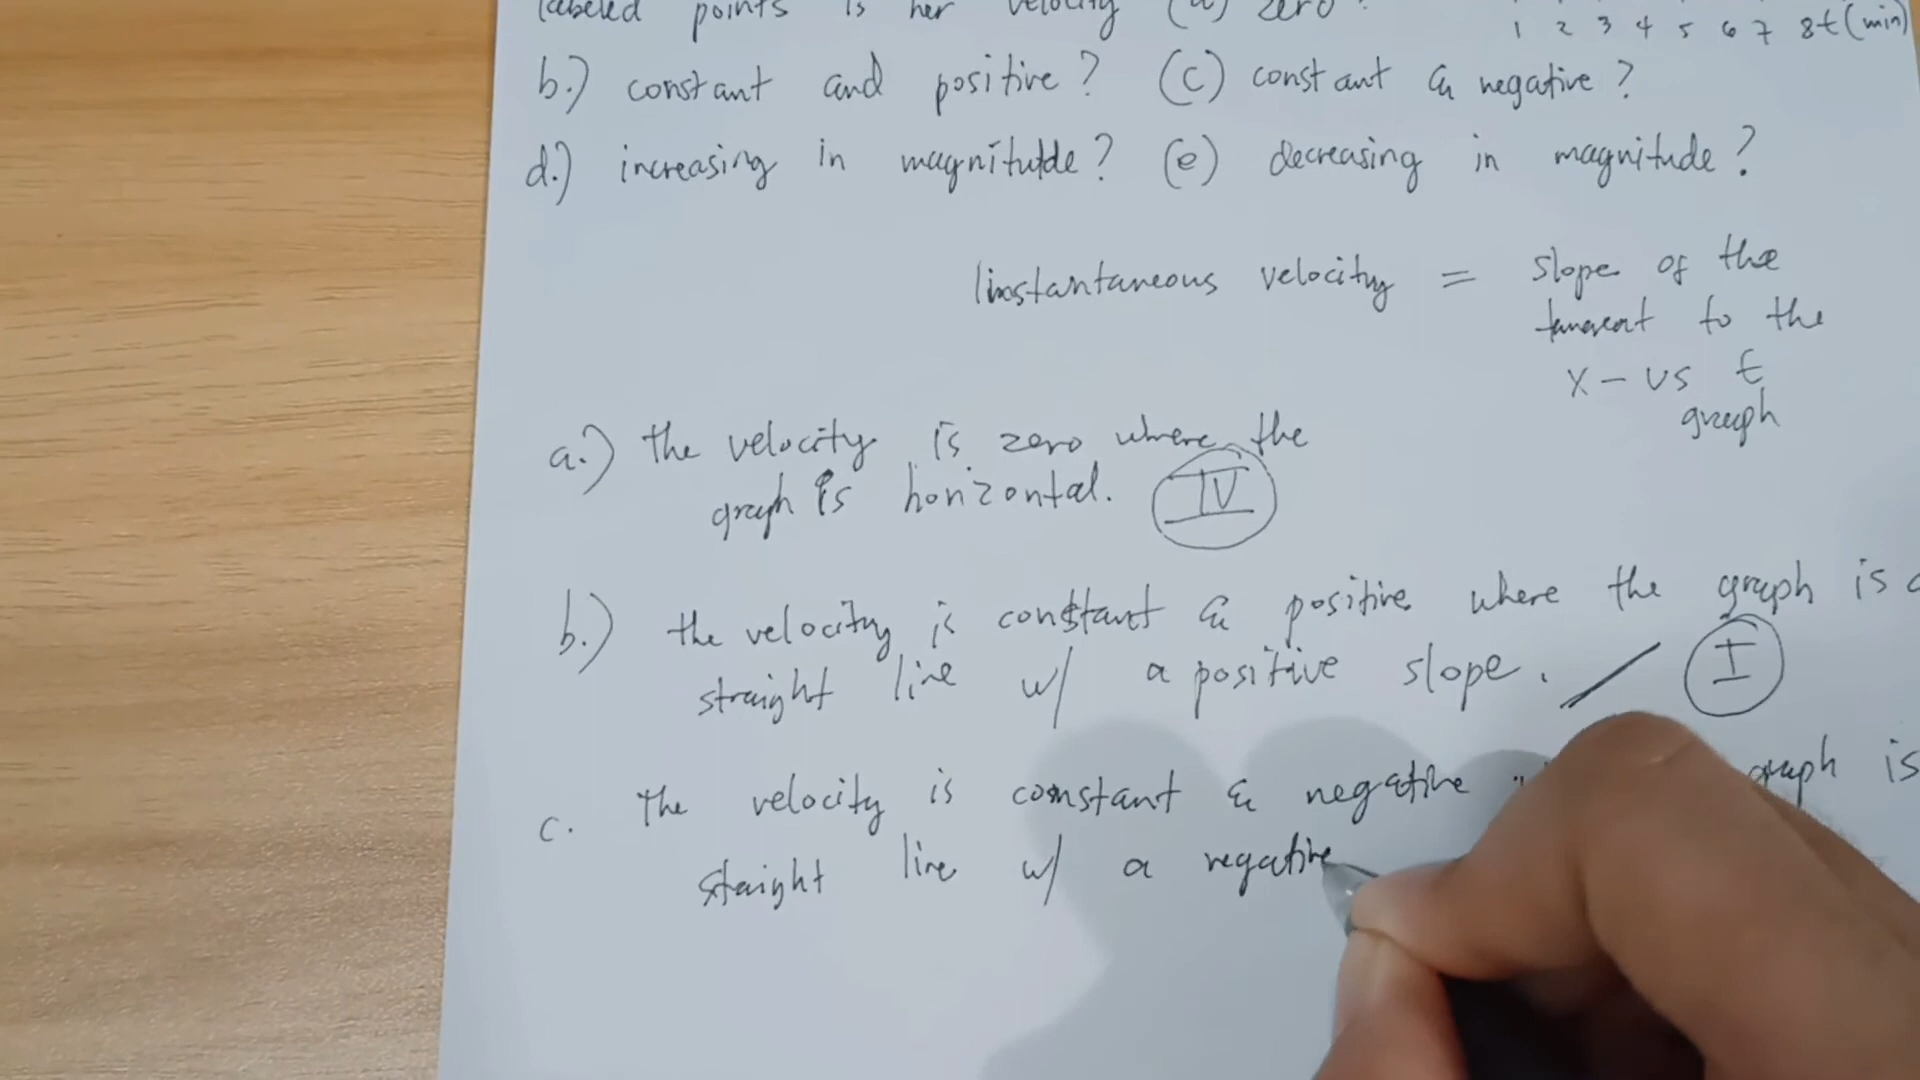 labeled points is her velocity (a) zero?
1 2 3 4 5 6 7 8 t(min)
b.) constant and positive? (c) constant & negative?
d.) increasing in magnitutde? (e) decreasing in magnitude?
instantaneous velocity = slope of the
tangent to the
x-vs t
graph
a.) the velocity is zero where the
graph is horizontal. IV
b.) the velocity is constant & positive where the graph is a
straight line w/ a positive slope. I
c. the velocity is constant & negative graph is
straight line w/ a negative